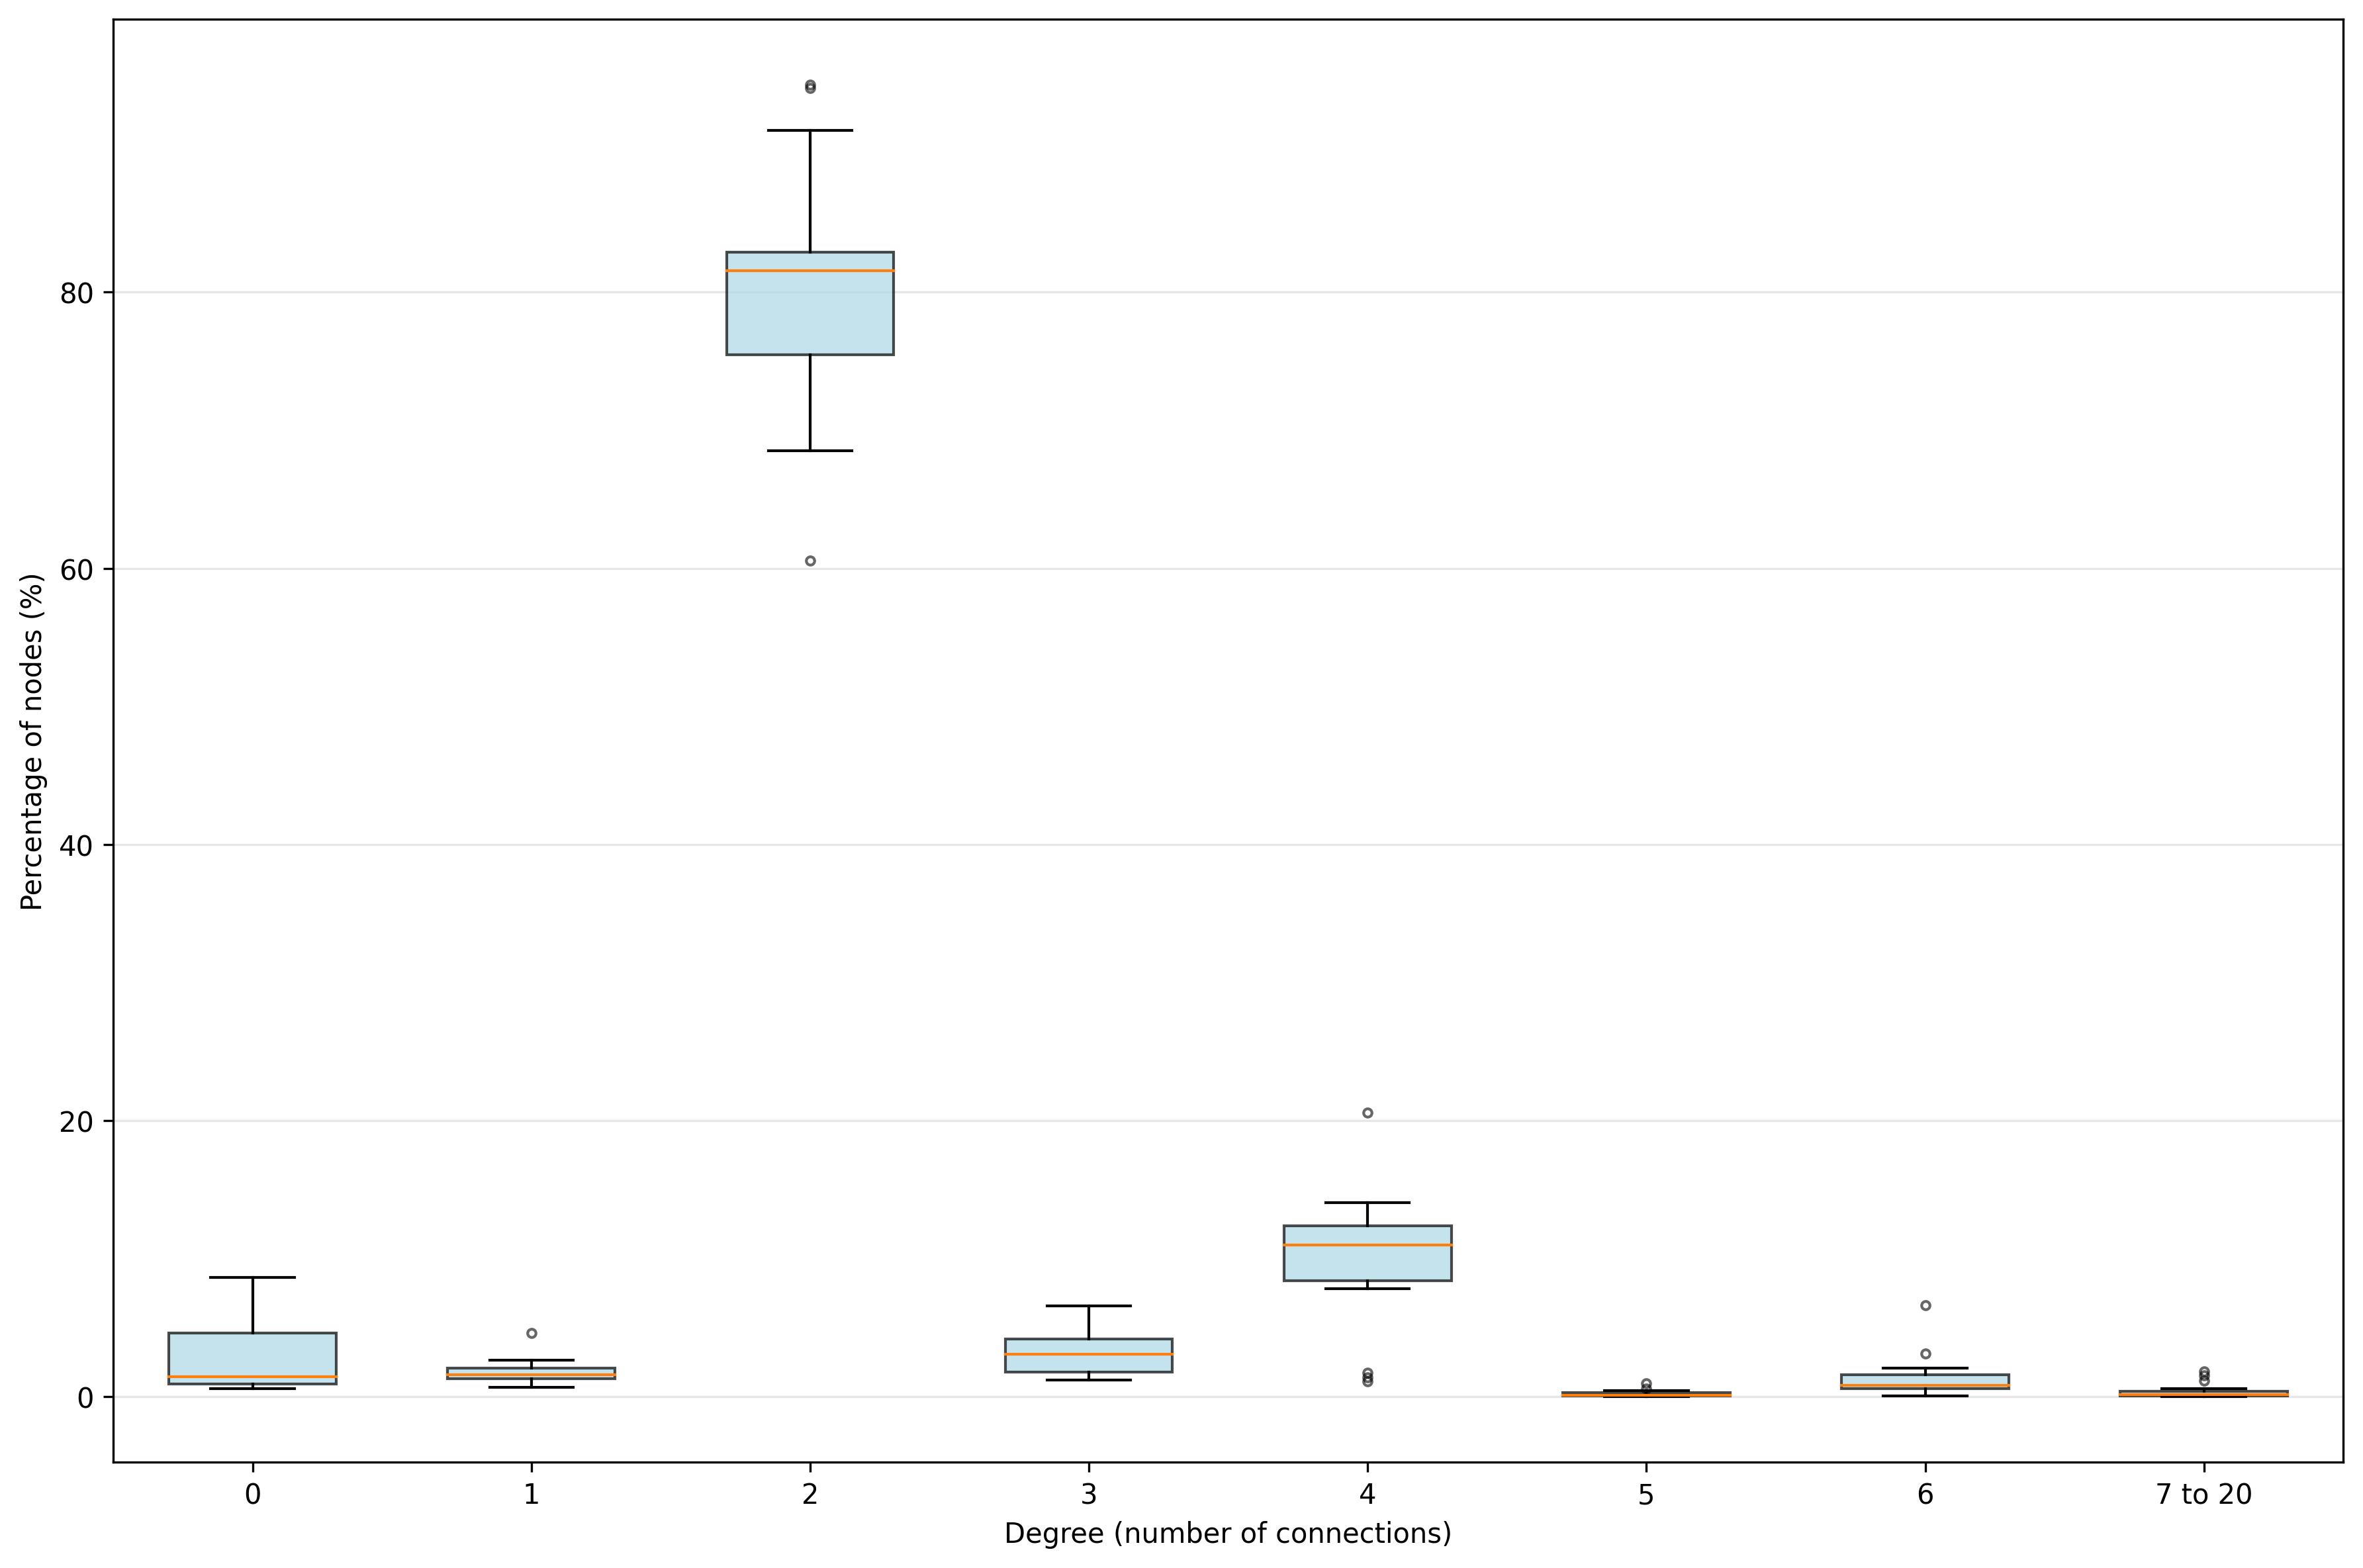 Percentage of nodes (%)
80
60
40
20
0
0 1 2 3 4 5 6 7 to 20
Degree (number of connections)